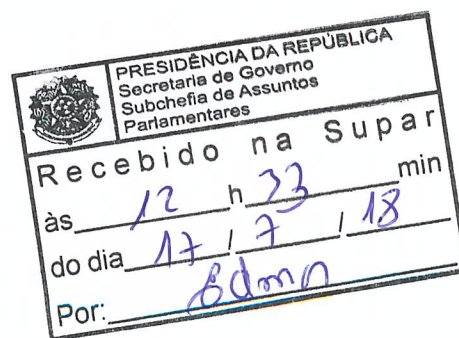 PRESIDÊNCIA DA REPÚBLICA
Secretaria de Governo
Subchefia de Assuntos
Parlamentares
Recebido na Supar
às 12 h 33 min
do dia 17 / 7 / 18
Por: